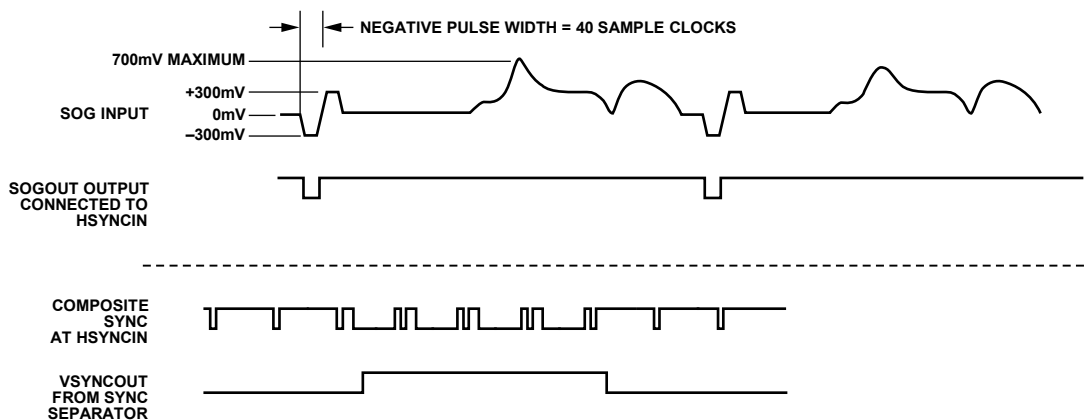 NEGATIVE PULSE WIDTH = 40 SAMPLE CLOCKS
700mV MAXIMUM
+300mV
SOG INPUT
0mV
–300mV
SOGOUT OUTPUT
CONNECTED TO
HSYNCIN
COMPOSITE
SYNC
AT HSYNCIN
VSYNCOUT
FROM SYNC
SEPARATOR